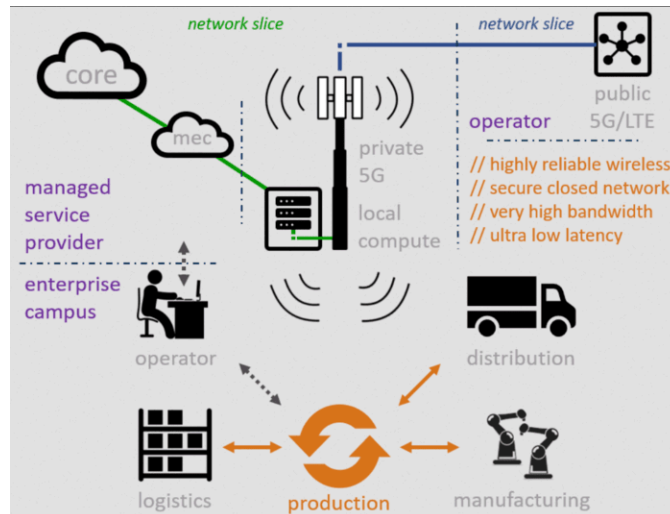 network slice
network slice
core
mec
private
5G
local
compute
public
5G/LTE
operator
// highly reliable wireless
// secure closed network
// very high bandwidth
// ultra low latency
managed
service
provider
enterprise
campus
operator
distribution
logistics
production
manufacturing